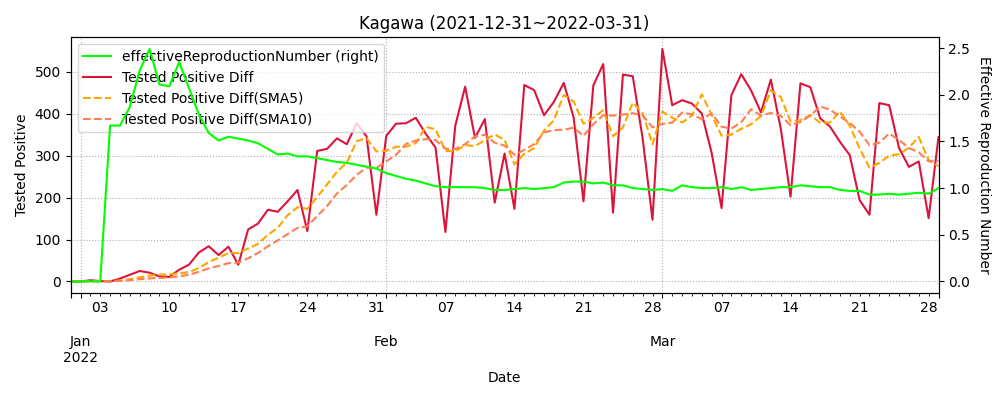 Kagawa (2021-12-31~2022-03-31)
effectiveReproductionNumber (right)
Tested Positive Diff
Tested Positive Diff(SMA5)
Tested Positive Diff(SMA10)
Tested Positive
500
400
300
200
100
0
2.5
2.0
1.5
1.0
0.5
0.0
Effective Reproduction Number
03 10 17 24 31 07 14 21 28 07 14 21 28
Jan Feb Mar
2022
Date